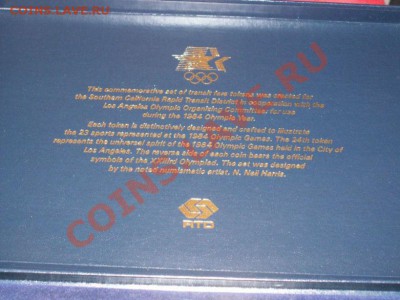 COINSS-LAVE.RU
This commemorative set of transit fare tokens was created for
the Southern California Rapid Transit District in cooperation with the
Los Angeles Olympic Organizing Committee, for use
during the 1984 Olympic Year.
Each token is distinctively designed and crafted to illustrate
the 23 sports represented at the 1984 Olympic Games. The 24th token
represents the universal spirit of the 1984 Olympic Games held in the City of
Los Angeles. The reverse side of each coin bears the official
symbols of the XXIIIrd Olympiad. The set was designed
by the noted numismatic artist, N. Neil Harris.
RTD
COINSS.RU